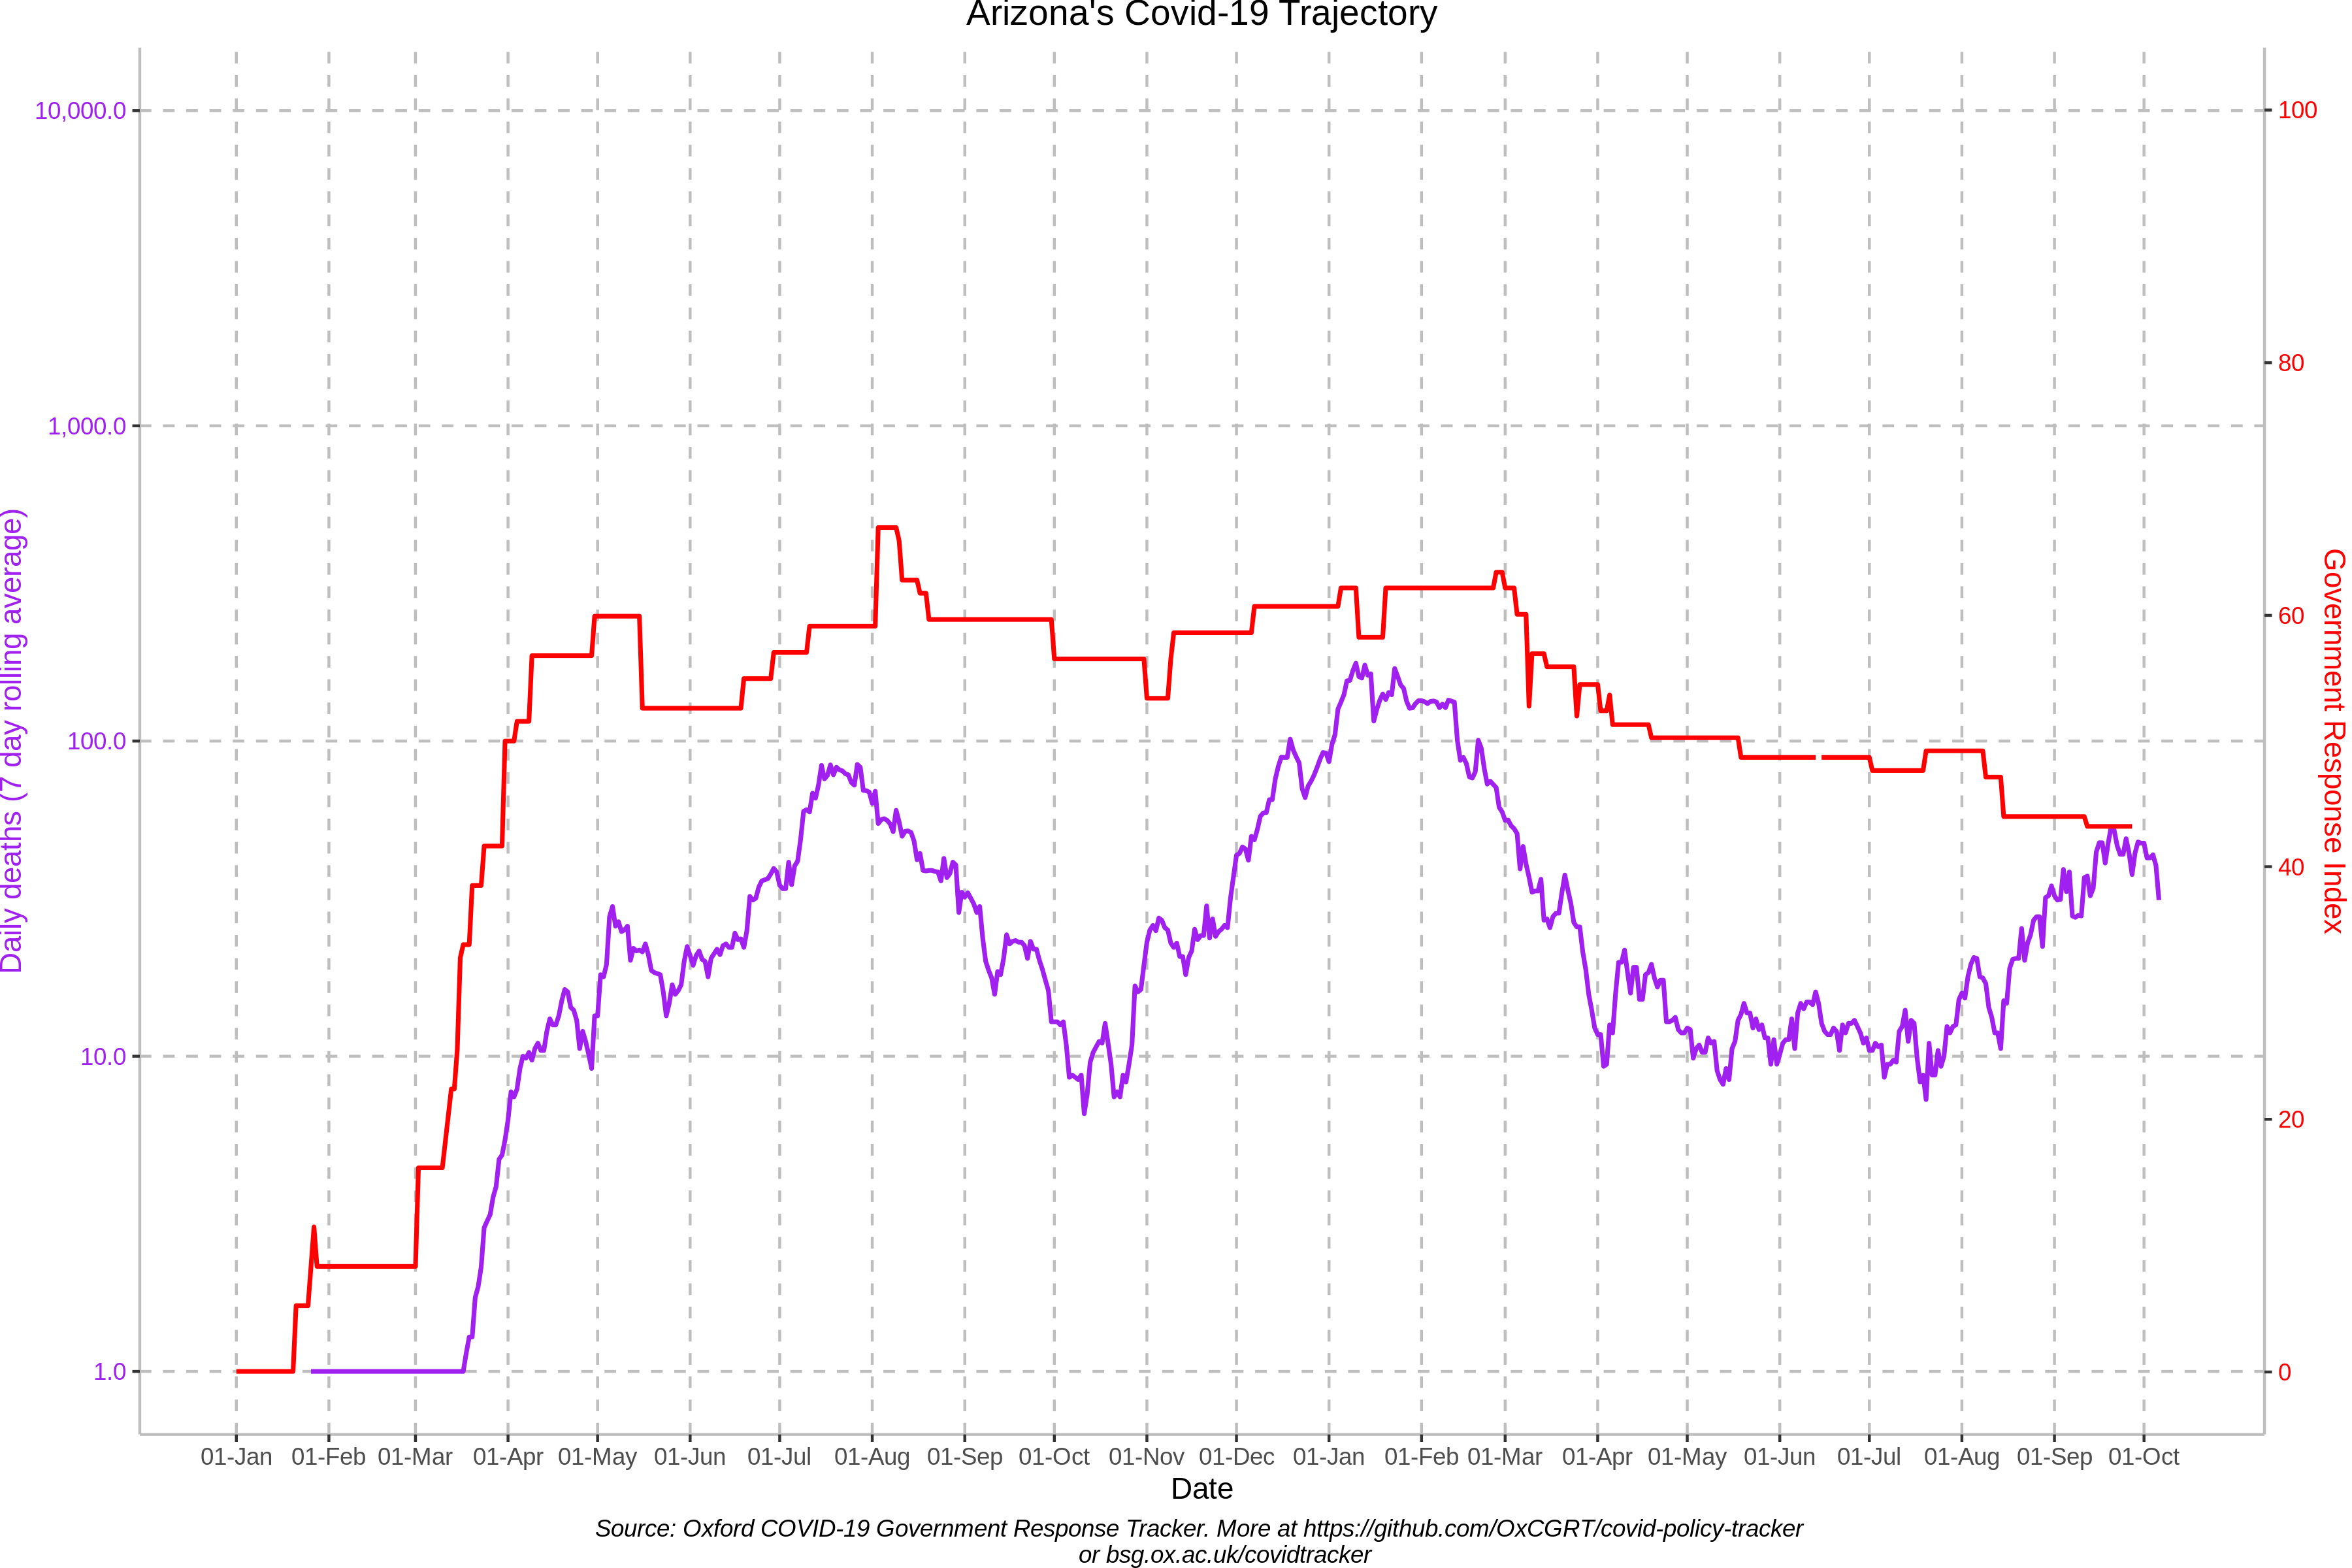 Arizona's Covid-19 Trajectory
10,000.0
1,000.0
100.0
10.0
1.0
Daily deaths (7 day rolling average)
100
80
60
40
20
0
Government Response Index
01-Jan 01-Feb 01-Mar 01-Apr 01-May 01-Jun 01-Jul 01-Aug 01-Sep 01-Oct 01-Nov 01-Dec 01-Jan 01-Feb 01-Mar 01-Apr 01-May 01-Jun 01-Jul 01-Aug 01-Sep 01-Oct
Date
Source: Oxford COVID-19 Government Response Tracker. More at https://github.com/OxCGRT/covid-policy-tracker
or bsg.ox.ac.uk/covidtracker